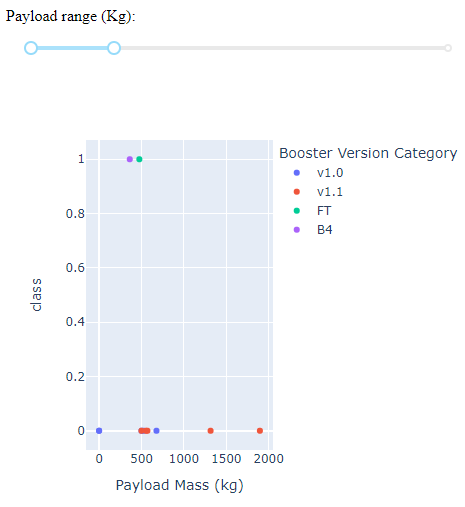 Payload range (Kg):
Booster Version Category
v1.0
v1.1
FT
B4
1
0.8
0.6
0.4
0.2
0
class
0 500 1000 1500 2000
Payload Mass (kg)